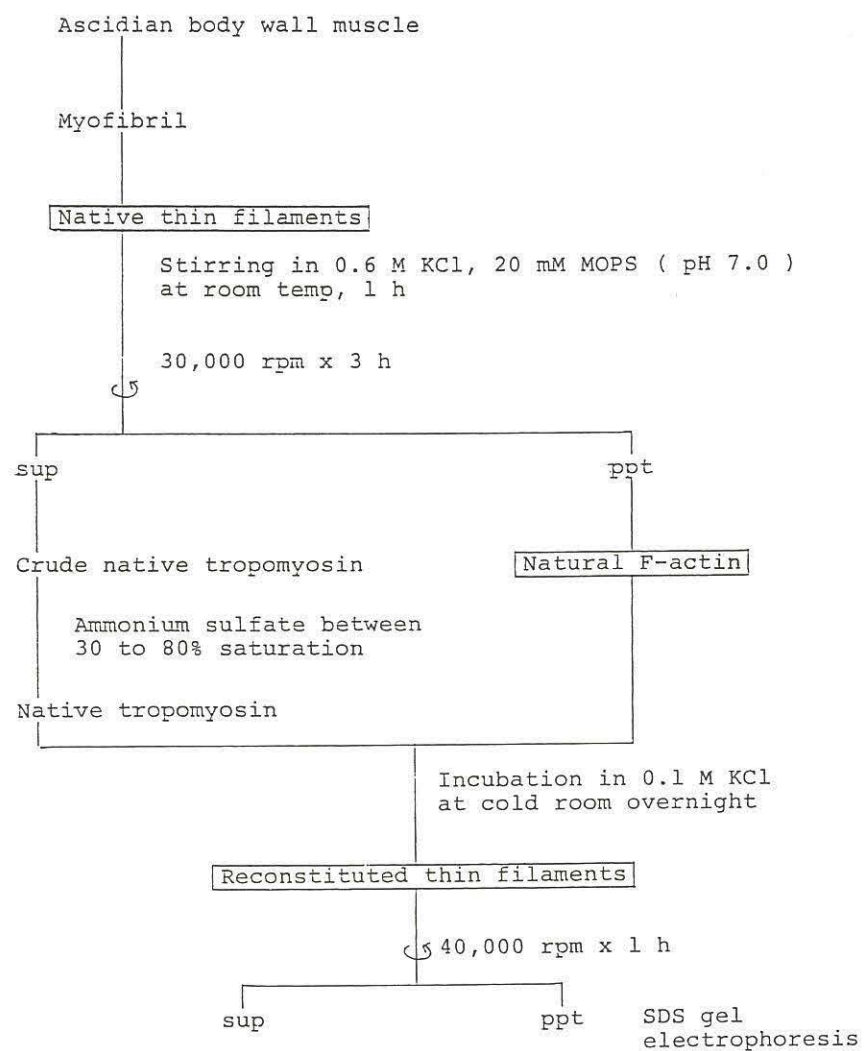 Ascidian body wall muscle
Myofibril
Native thin filaments
Stirring in 0.6 M KCl, 20 mM MOPS ( pH 7.0 )
at room temp, 1 h
30,000 rpm x 3 h
sup
ppt
Crude native tropomyosin
Natural F-actin
Ammonium sulfate between
30 to 80% saturation
Native tropomyosin
Incubation in 0.1 M KCl
at cold room overnight
Reconstituted thin filaments
40,000 rpm x 1 h
sup
ppt
SDS gel
electrophoresis